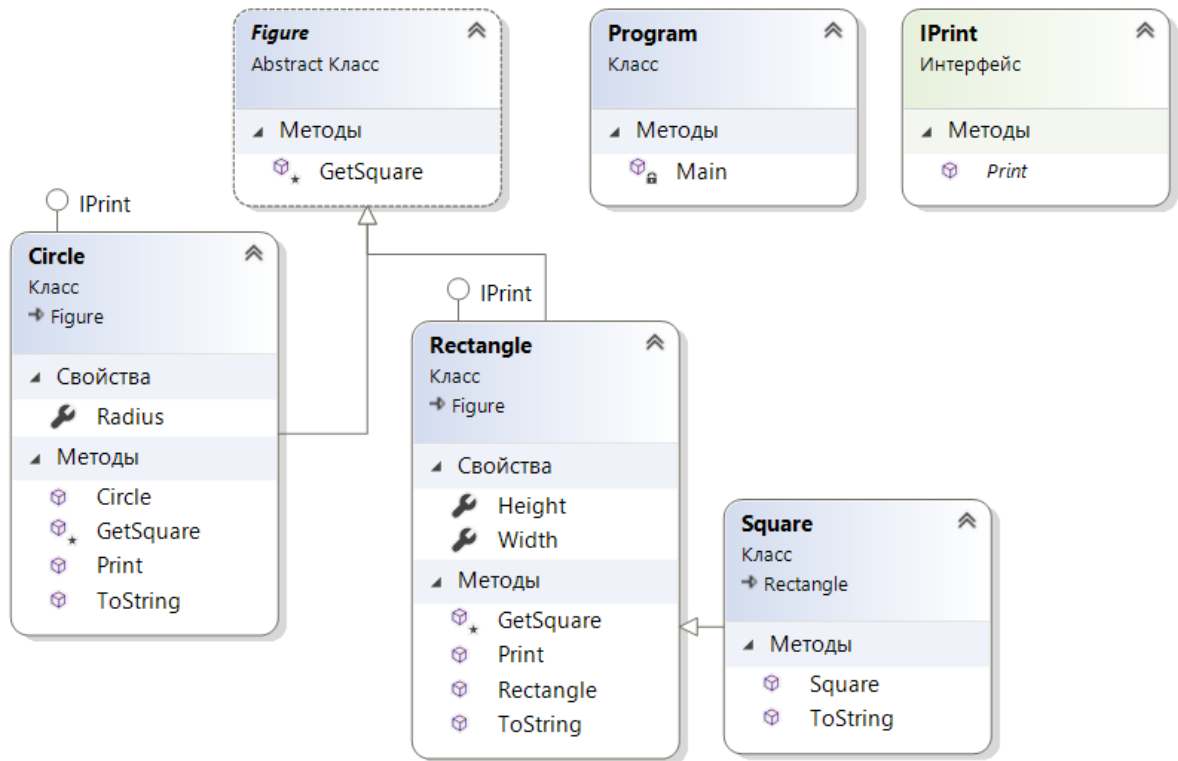 Figure
Abstract Класс
Методы
GetSquare
Program
Класс
Методы
Main
IPrint
Интерфейс
Методы
Print
IPrint
Circle
Класс
Figure
Свойства
Radius
Методы
Circle
GetSquare
Print
ToString
IPrint
Rectangle
Класс
Figure
Свойства
Height
Width
Методы
GetSquare
Print
Rectangle
ToString
Square
Класс
Rectangle
Методы
Square
ToString